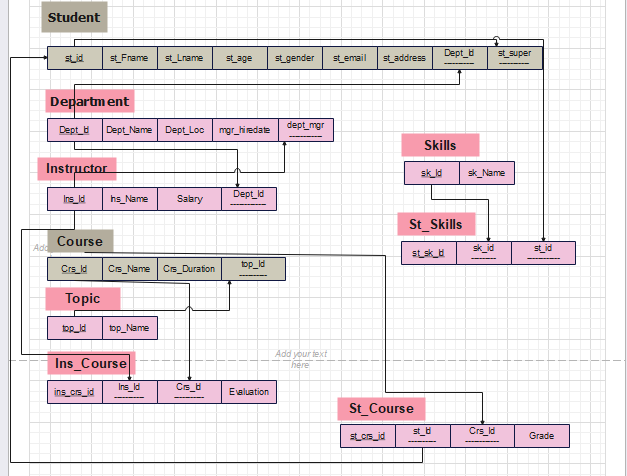 Student
st_id st_Fname st_Lname st_age st_gender st_email st_address Dept_Id st_super
Department
Dept_Id Dept_Name Dept_Loc mgr_hiredate dept_mgr
Skills
sk_Id sk_Name
Instructor
Ins_Id Ins_Name Salary Dept_Id
St_Skills
st_sk_Id sk_id st_id
Course
Add
Crs_Id Crs_Name Crs_Duration top_Id
Topic
top_Id top_Name
Add your text
here
Ins_Course
ins_crs_id Ins_Id Crs_Id Evaluation
St_Course
st_crs_id st_Id Crs_Id Grade